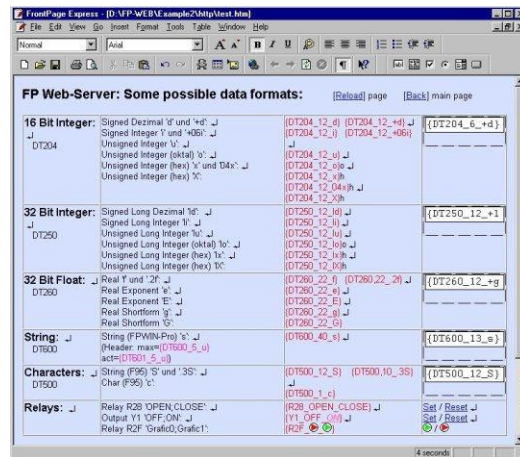 FrontPage Express - [D:\FP-WEB\Example2\http\test.htm]
File Edit View Go Insert Format Tools Table Window Help
Normal Arial
FP Web-Server: Some possible data formats: [Reload] page [Back] main page
16 Bit Integer:
DT204
Signed Dezimal 'd' und '+d':
Signed Integer 'i' und '+06i':
Unsigned Integer 'u':
Unsigned Integer (oktal) 'o':
Unsigned Integer (hex) 'x' und '04x':
Unsigned Integer (hex) 'X':
{DT204_12_d} {DT204_12_+d}
{DT204_12_i} {DT204_12_+06i}
{DT204_12_u}
{DT204_12_o}o
{DT204_12_x}h
{DT204_12_04x}h
{DT204_12_X}h
{DT204_6_+d}
32 Bit Integer:
DT250
Signed Long Dezimal 'ld':
Signed Long Integer 'li':
Unsigned Long Integer 'lu':
Unsigned Long Integer (oktal) 'lo':
Unsigned Long Integer (hex) 'lx':
Unsigned Long Integer (hex) 'lX':
{DT250_12_ld}
{DT250_12_li}
{DT250_12_lu}
{DT250_12_lo}o
{DT250_12_lx}h
{DT250_12_lX}h
{DT250_12_+l
32 Bit Float:
DT260
Real 'f' und '.2f':
Real Exponent 'e':
Real Exponent 'E':
Real Shortform 'g':
Real Shortform 'G':
{DT260_22_f} {DT260,22_.2f}
{DT260_22_e}
{DT260_22_E}
{DT260_22_g}
{DT260_22_G}
{DT260_12_+g
String:
DT600
String (FPWIN-Pro) 's':
(Header: max={DT600_5_u}
act={DT601_5_u})
{DT600_40_s}
{DT600_13_s}
Characters:
DT500
String (F95) 'S' und '.3S':
Char (F95) 'c':
{DT500_12_S} {DT500,10_.3S}
{DT500_1_c}
{DT500_12_S}
Relays:
Relay R28 'OPEN;CLOSE':
Output Y1 'OFF;ON':
Relay R2F 'Grafic0;Grafic1':
{R28_OPEN_CLOSE}
{Y1_OFF_ON}
{R2F_
Set / Reset
Set / Reset
/
4 seconds